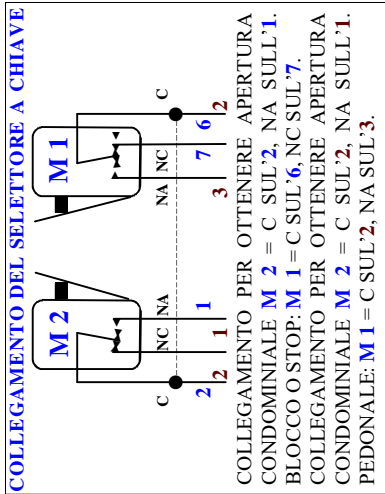 COLLEGAMENTO DEL SELETTORE A CHIAVE
M 2
M 1
C
NC NA
NA NC
C
2
1
7
6
2
1
3
2
COLLEGAMENTO PER OTTENERE APERTURA
CONDOMINIALE M 2 = C SUL'2, NA SULL'1.
BLOCCO O STOP: M 1 = C SUL'6, NC SUL'7.
COLLEGAMENTO PER OTTENERE APERTURA
CONDOMINIALE M 2 = C SUL'2, NA SULL'1.
PEDONALE: M 1 = C SUL'2, NA SUL'3.